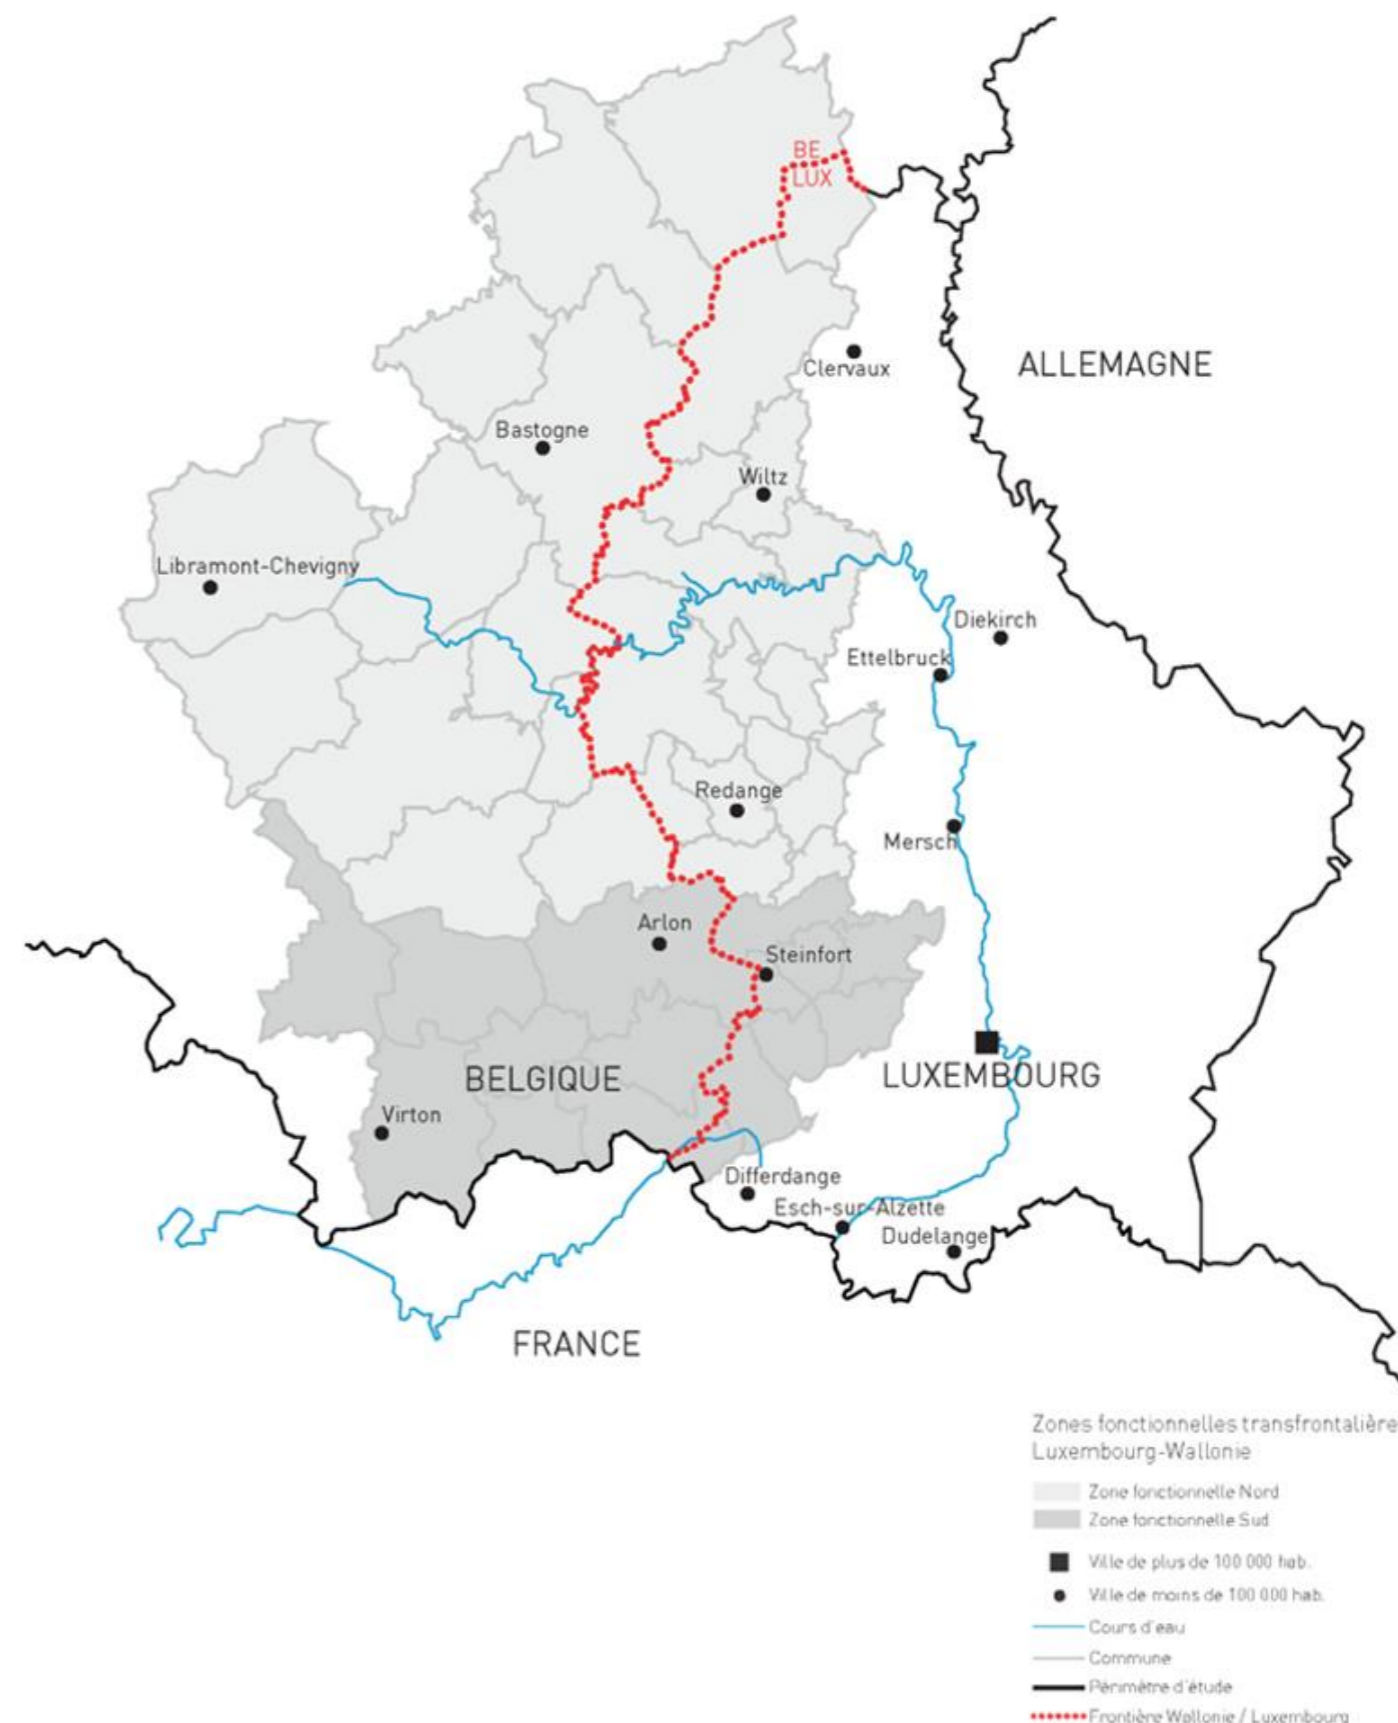 BE
LUX
ALLEMAGNE
Clervaux
Bastogne
Wiltz
Libramont-Chevigny
Diekirch
Ettelbruck
Redange
Mersch
Arlon
Steinfort
BELGIQUE
LUXEMBOURG
Virton
Differdange
Esch-sur-Alzette
Dudelange
FRANCE
Zones fonctionnelles transfrontalière
Luxembourg-Wallonie
Zone fonctionnelle Nord
Zone fonctionnelle Sud
Ville de plus de 100 000 hab.
Ville de moins de 100 000 hab.
Cours d'eau
Commune
Périmètre d'étude
Frontière Wallonie / Luxembourg